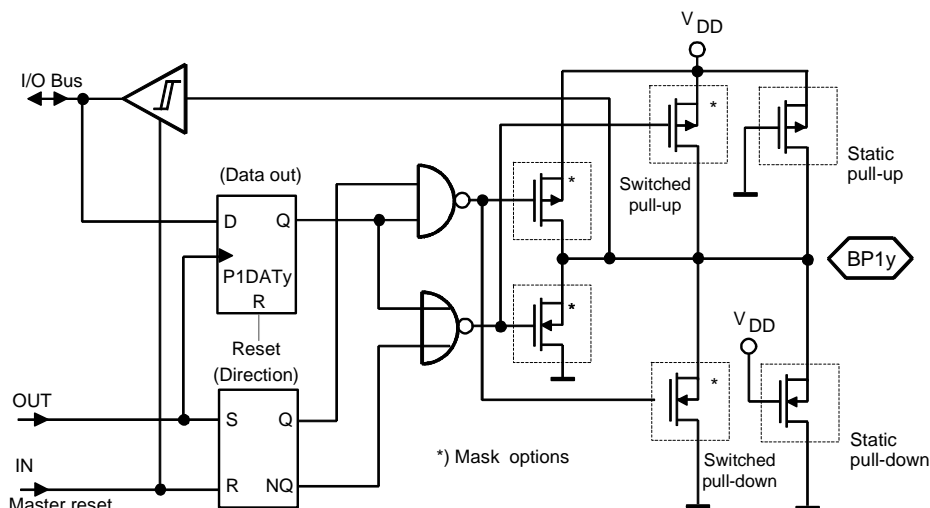 V DD
I/O Bus
*
*
Static
pull-up
(Data out)
Switched
pull-up
D
Q
P1DATy
R
BP1y
*
V DD
Reset
(Direction)
OUT
S
Q
*
IN
*) Mask options
Static
pull-down
R
NQ
Switched
pull-down
Master reset